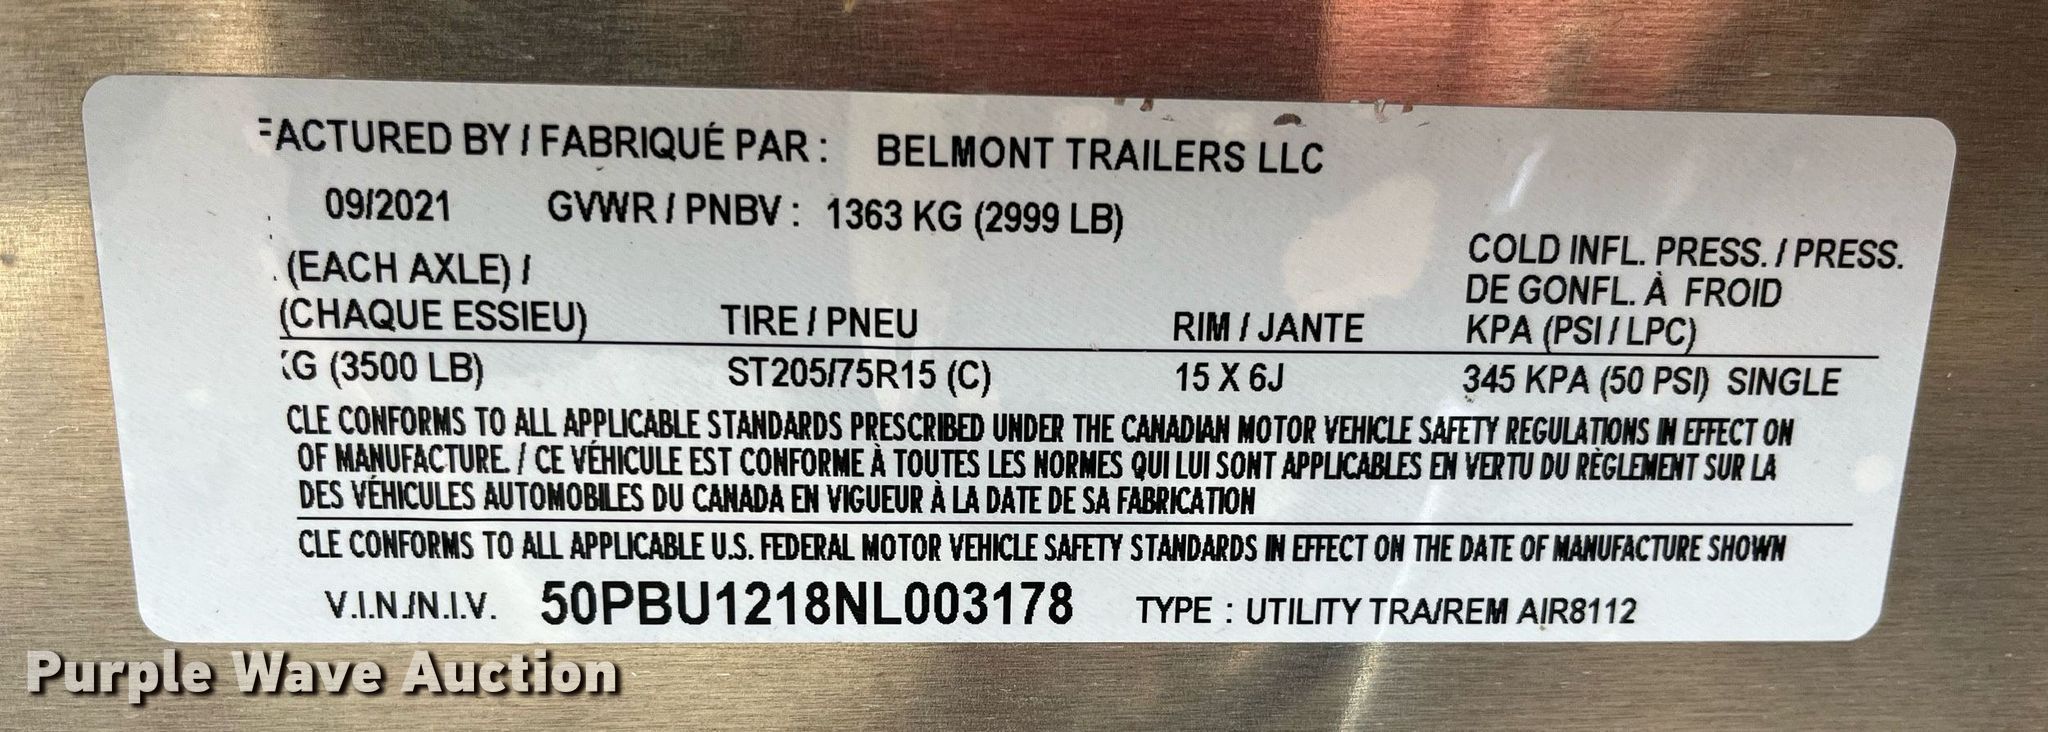 FACTURED BY / FABRIQUÉ PAR : BELMONT TRAILERS LLC
09/2021 GVWR / PNBV : 1363 KG (2999 LB)
(EACH AXLE) /
(CHAQUE ESSIEU) TIRE / PNEU RIM / JANTE
COLD INFL. PRESS. / PRESS.
DE GONFL. À FROID
KPA (PSI / LPC)
KG (3500 LB) ST205/75R15 (C) 15 X 6J 345 KPA (50 PSI) SINGLE
CLE CONFORMS TO ALL APPLICABLE STANDARDS PRESCRIBED UNDER THE CANADIAN MOTOR VEHICLE SAFETY REGULATIONS IN EFFECT ON
OF MANUFACTURE. / CE VÉHICULE EST CONFORME À TOUTES LES NORMES QUI LUI SONT APPLICABLES EN VERTU DU RÈGLEMENT SUR LA
DES VÉHICULES AUTOMOBILES DU CANADA EN VIGUEUR À LA DATE DE SA FABRICATION
CLE CONFORMS TO ALL APPLICABLE U.S. FEDERAL MOTOR VEHICLE SAFETY STANDARDS IN EFFECT ON THE DATE OF MANUFACTURE SHOWN
V.I.N./N.I.V. 50PBU1218NL003178 TYPE : UTILITY TRA/REM AIR8112
Purple Wave Auction